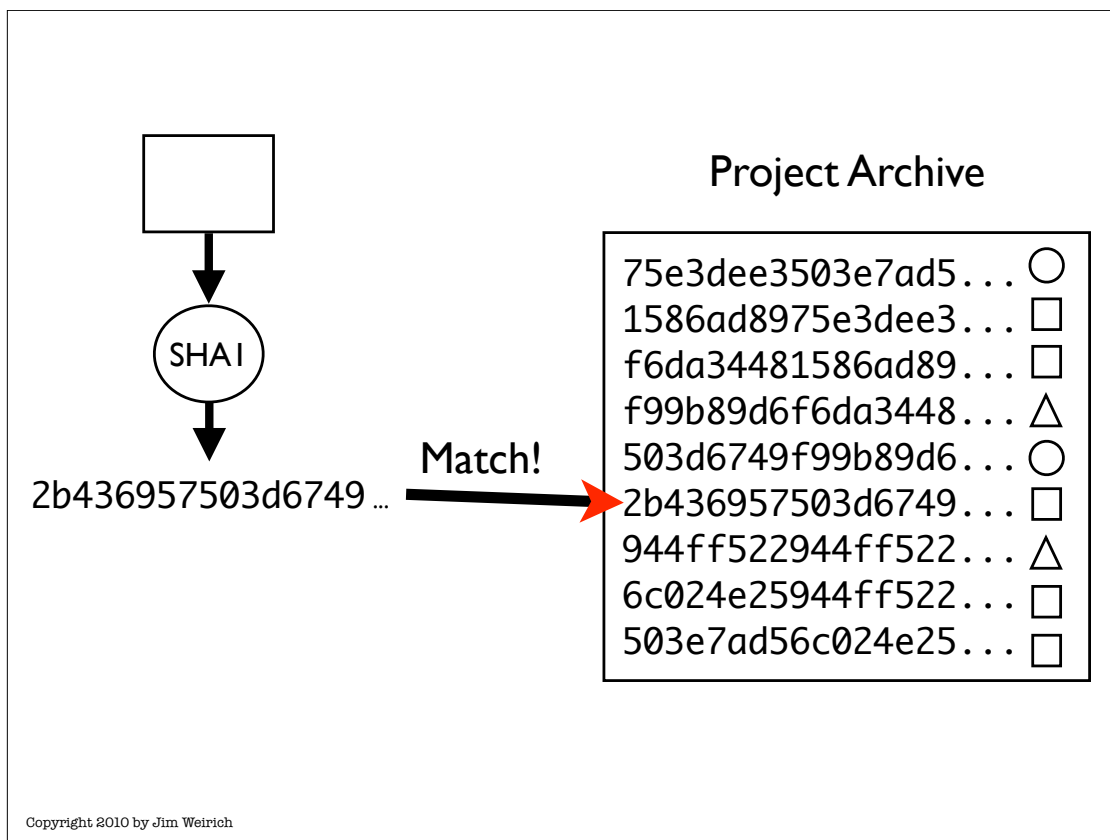 Project Archive
SHA1
2b436957503d6749 ...
Match!
75e3dee3503e7ad5...
1586ad8975e3dee3...
f6da34481586ad89...
f99b89d6f6da3448...
503d6749f99b89d6...
2b436957503d6749...
944ff522944ff522...
6c024e25944ff522...
503e7ad56c024e25...
Copyright 2010 by Jim Weirich